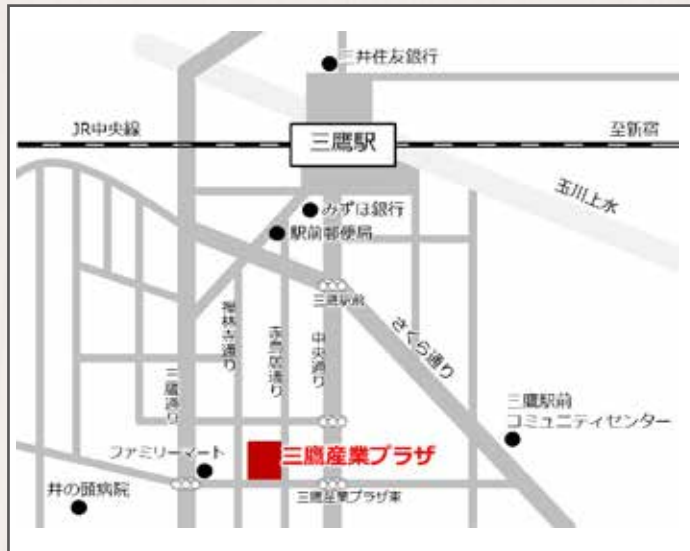 三井住友銀行
JR中央線
三鷹駅
至新宿
玉川上水
みずほ銀行
駅前郵便局
三鷹駅前
さくら通り
禅林寺通り
赤鳥居通り
中央通り
三鷹通り
三鷹駅前
コミュニティセンター
ファミリーマート
三鷹産業プラザ
井の頭病院
三鷹産業プラザ東